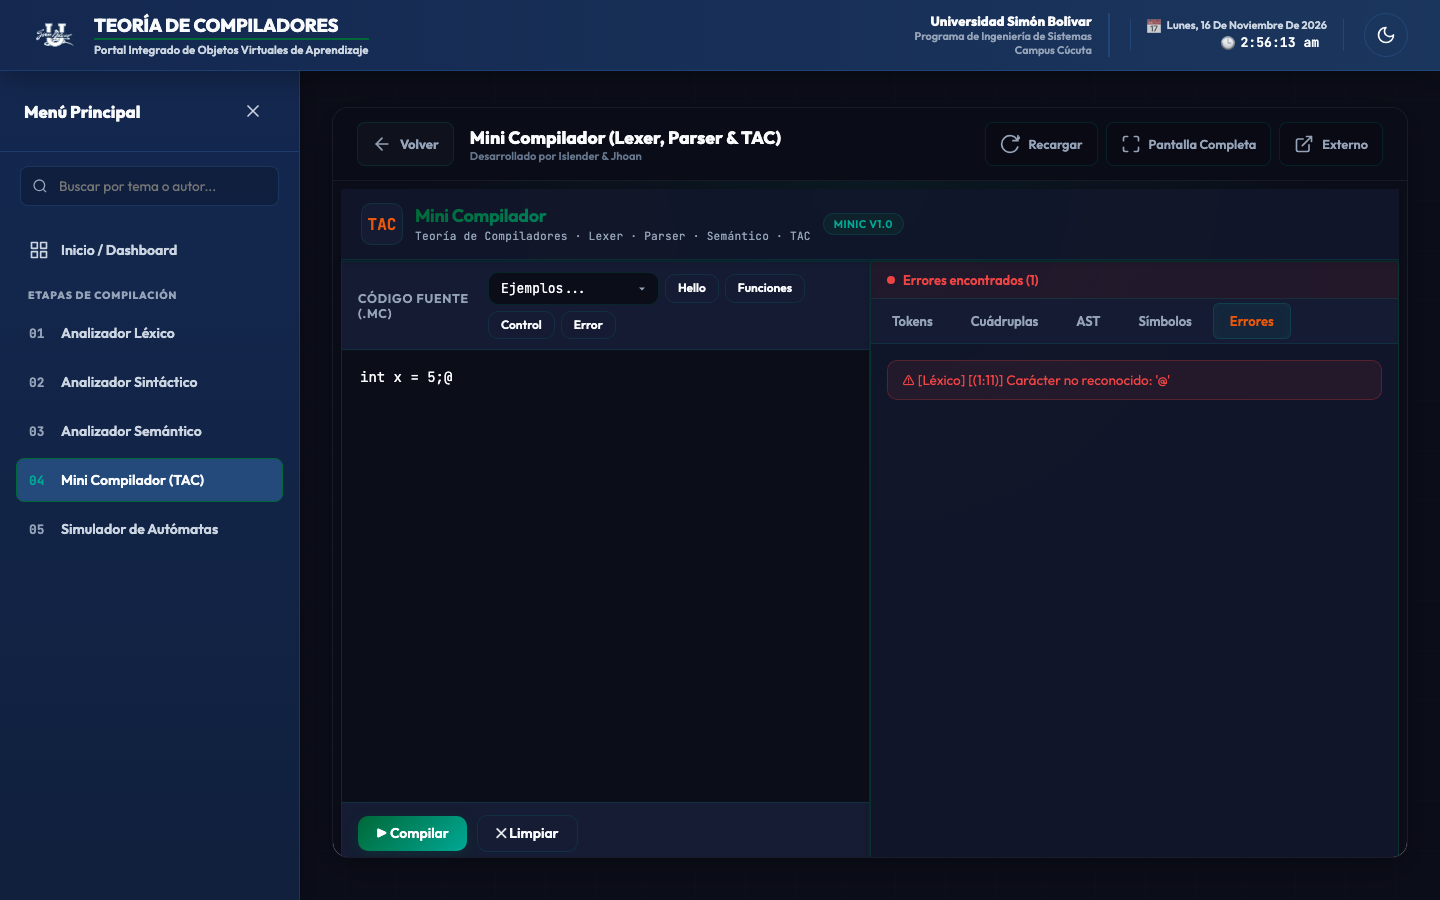 TEORÍA DE COMPILADORES
Portal Integrado de Objetos Virtuales de Aprendizaje
Universidad Simón Bolívar
Programa de Ingeniería de Sistemas
Campus Cúcuta
Lunes, 16 De Noviembre De 2026
2:56:13 am
Menú Principal
Buscar por tema o autor...
Inicio / Dashboard
ETAPAS DE COMPILACIÓN
01 Analizador Léxico
02 Analizador Sintáctico
03 Analizador Semántico
04 Mini Compilador (TAC)
05 Simulador de Autómatas
Volver
Mini Compilador (Lexer, Parser & TAC)
Desarrollado por Islender & Jhoan
Recargar
Pantalla Completa
Externo
TAC
Mini Compilador
Teoría de Compiladores · Lexer · Parser · Semántico · TAC
MINIC V1.0
CÓDIGO FUENTE
(.MC)
Ejemplos...
Hello
Funciones
Control
Error
int x = 5;@
Compilar
Limpiar
Errores encontrados (1)
Tokens
Cuádruplas
AST
Símbolos
Errores
[Léxico] [(1:11)] Carácter no reconocido: '@'